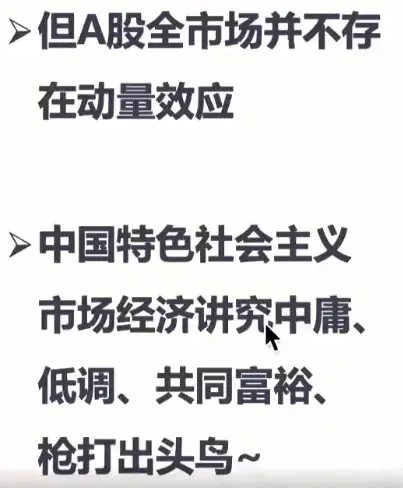 ➢但A股全市场并不存
在动量效应
➢中国特色社会主义
市场经济讲究中庸、
低调、共同富裕、
枪打出头鸟~